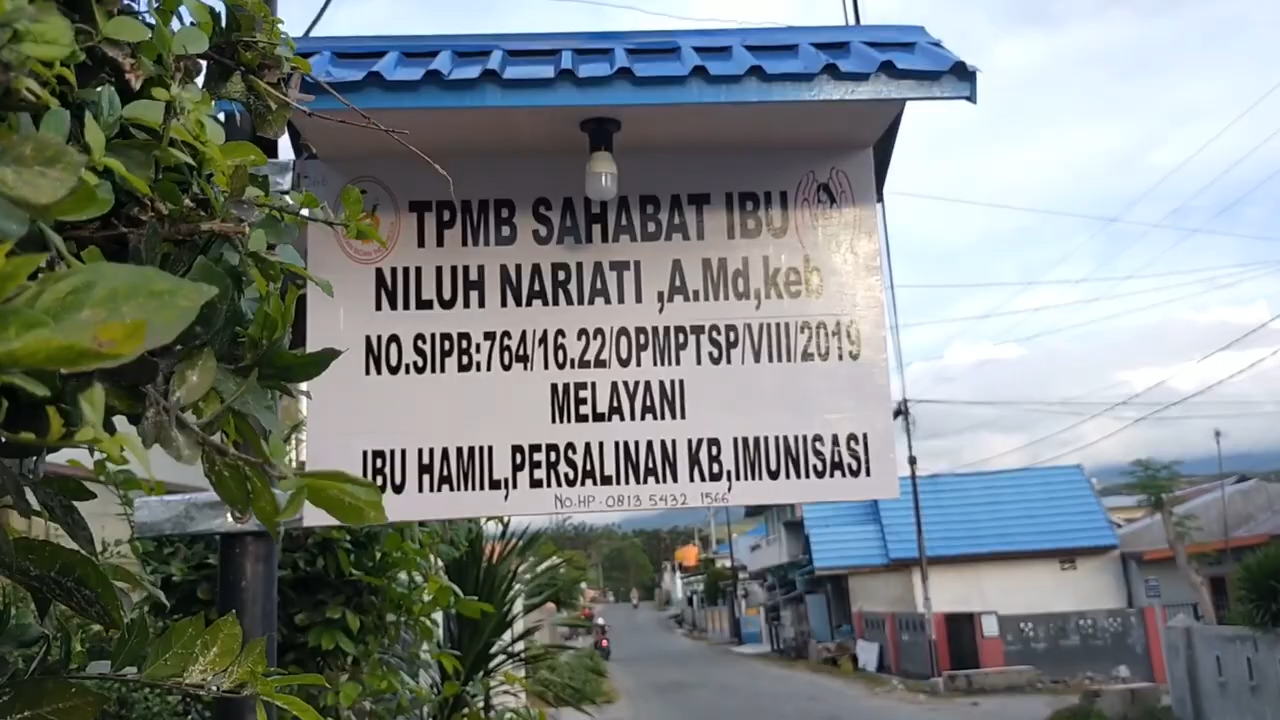 TPMB SAHABAT IBU
NILUH NARIATI ,A.Md,keb
NO.SIPB:764/16.22/OPMPTSP/VIII/2019
MELAYANI
IBU HAMIL,PERSALINAN KB,IMUNISASI
No.HP - 0813 5432 1566